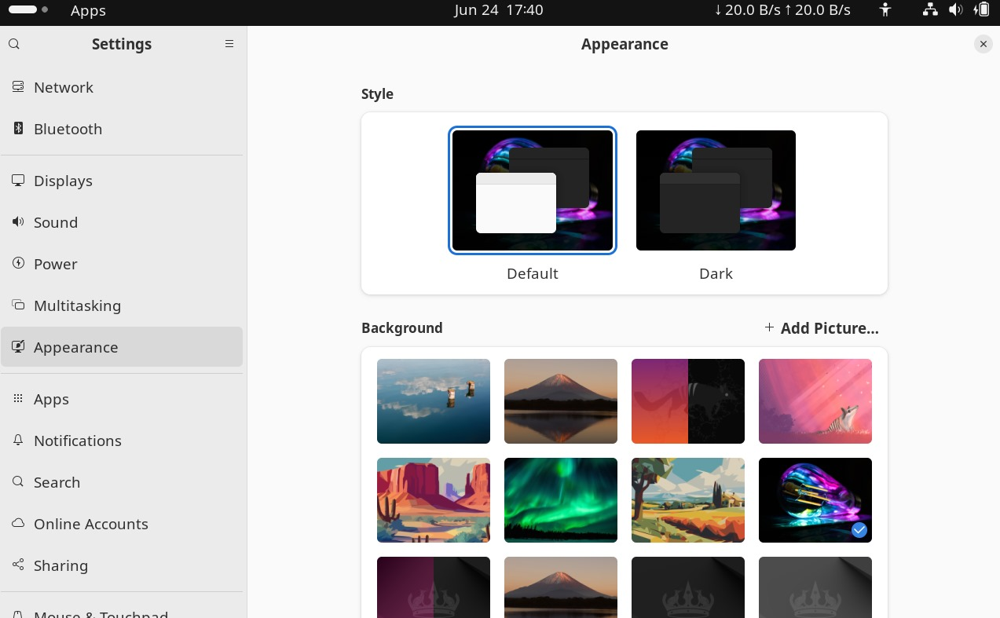 Apps
Jun 24 17:40
↓ 20.0 B/s ↑ 20.0 B/s
Settings
Appearance
Network
Bluetooth
Displays
Sound
Power
Multitasking
Appearance
Apps
Notifications
Search
Online Accounts
Sharing
Mouse & Touchpad
Style
Default
Dark
Background
+ Add Picture...